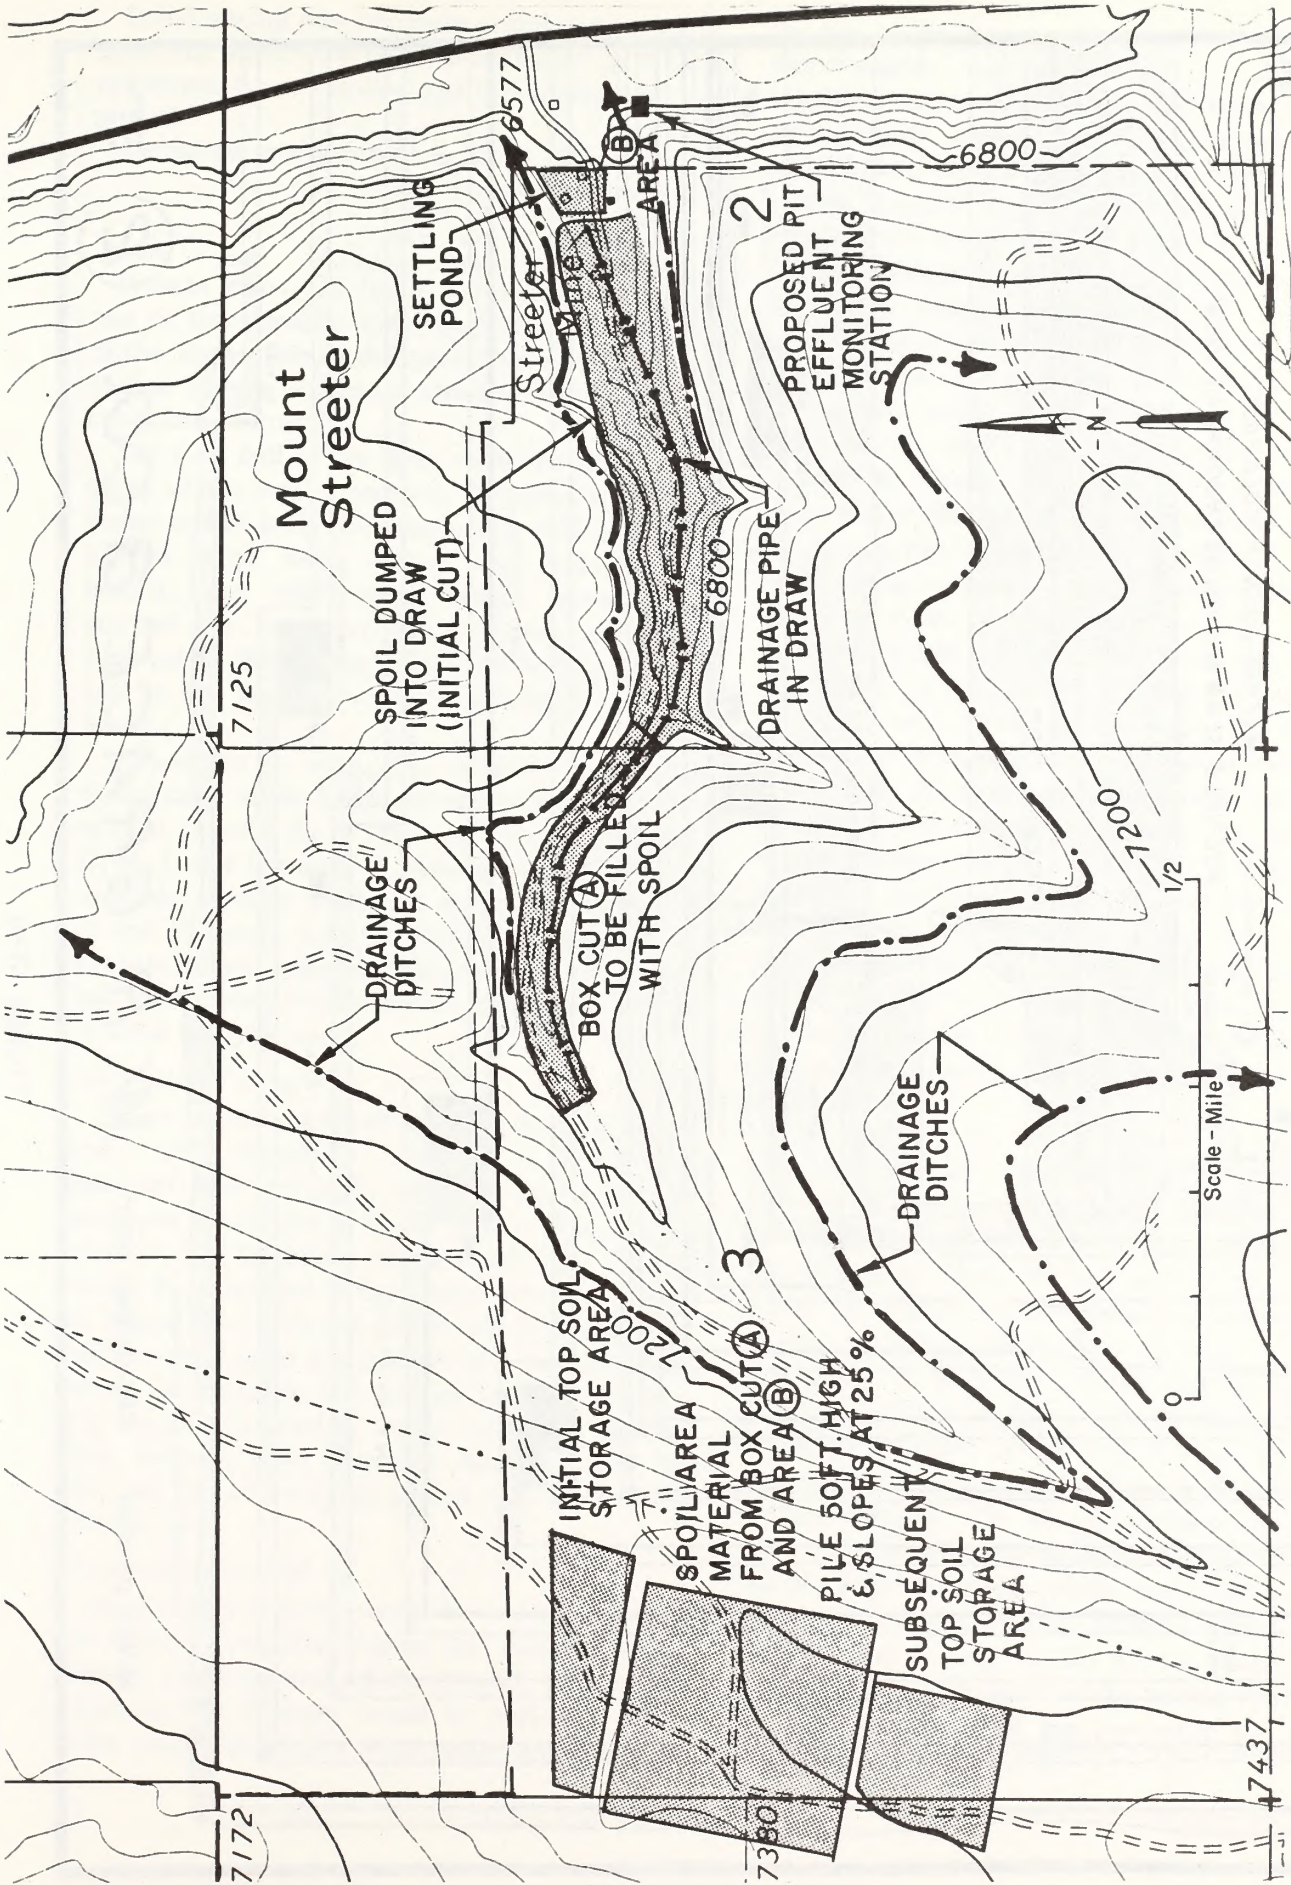 Mount
Streeter
7125
7172
6577
SETTLING
POND
Streeter
Mine
SPOIL DUMPED
INTO DRAW
(INITIAL CUT)
DRAINAGE
DITCHES
B
AREA
2
6800
PROPOSED PIT
EFFLUENT
MONITORING
STATION
N
6800
DRAINAGE PIPE
IN DRAW
BOX CUT A
TO BE FILLED
WITH SPOIL
7200
DRAINAGE
DITCHES
INITIAL TOP SOIL
STORAGE AREA
7200
3
SPOIL AREA
MATERIAL
FROM BOX CUT A
AND AREA B
PILE 50 FT. HIGH
& SLOPES AT 25%
SUBSEQUENT
TOP SOIL
STORAGE
AREA
7380
7437
0
1/2
Scale - Mile